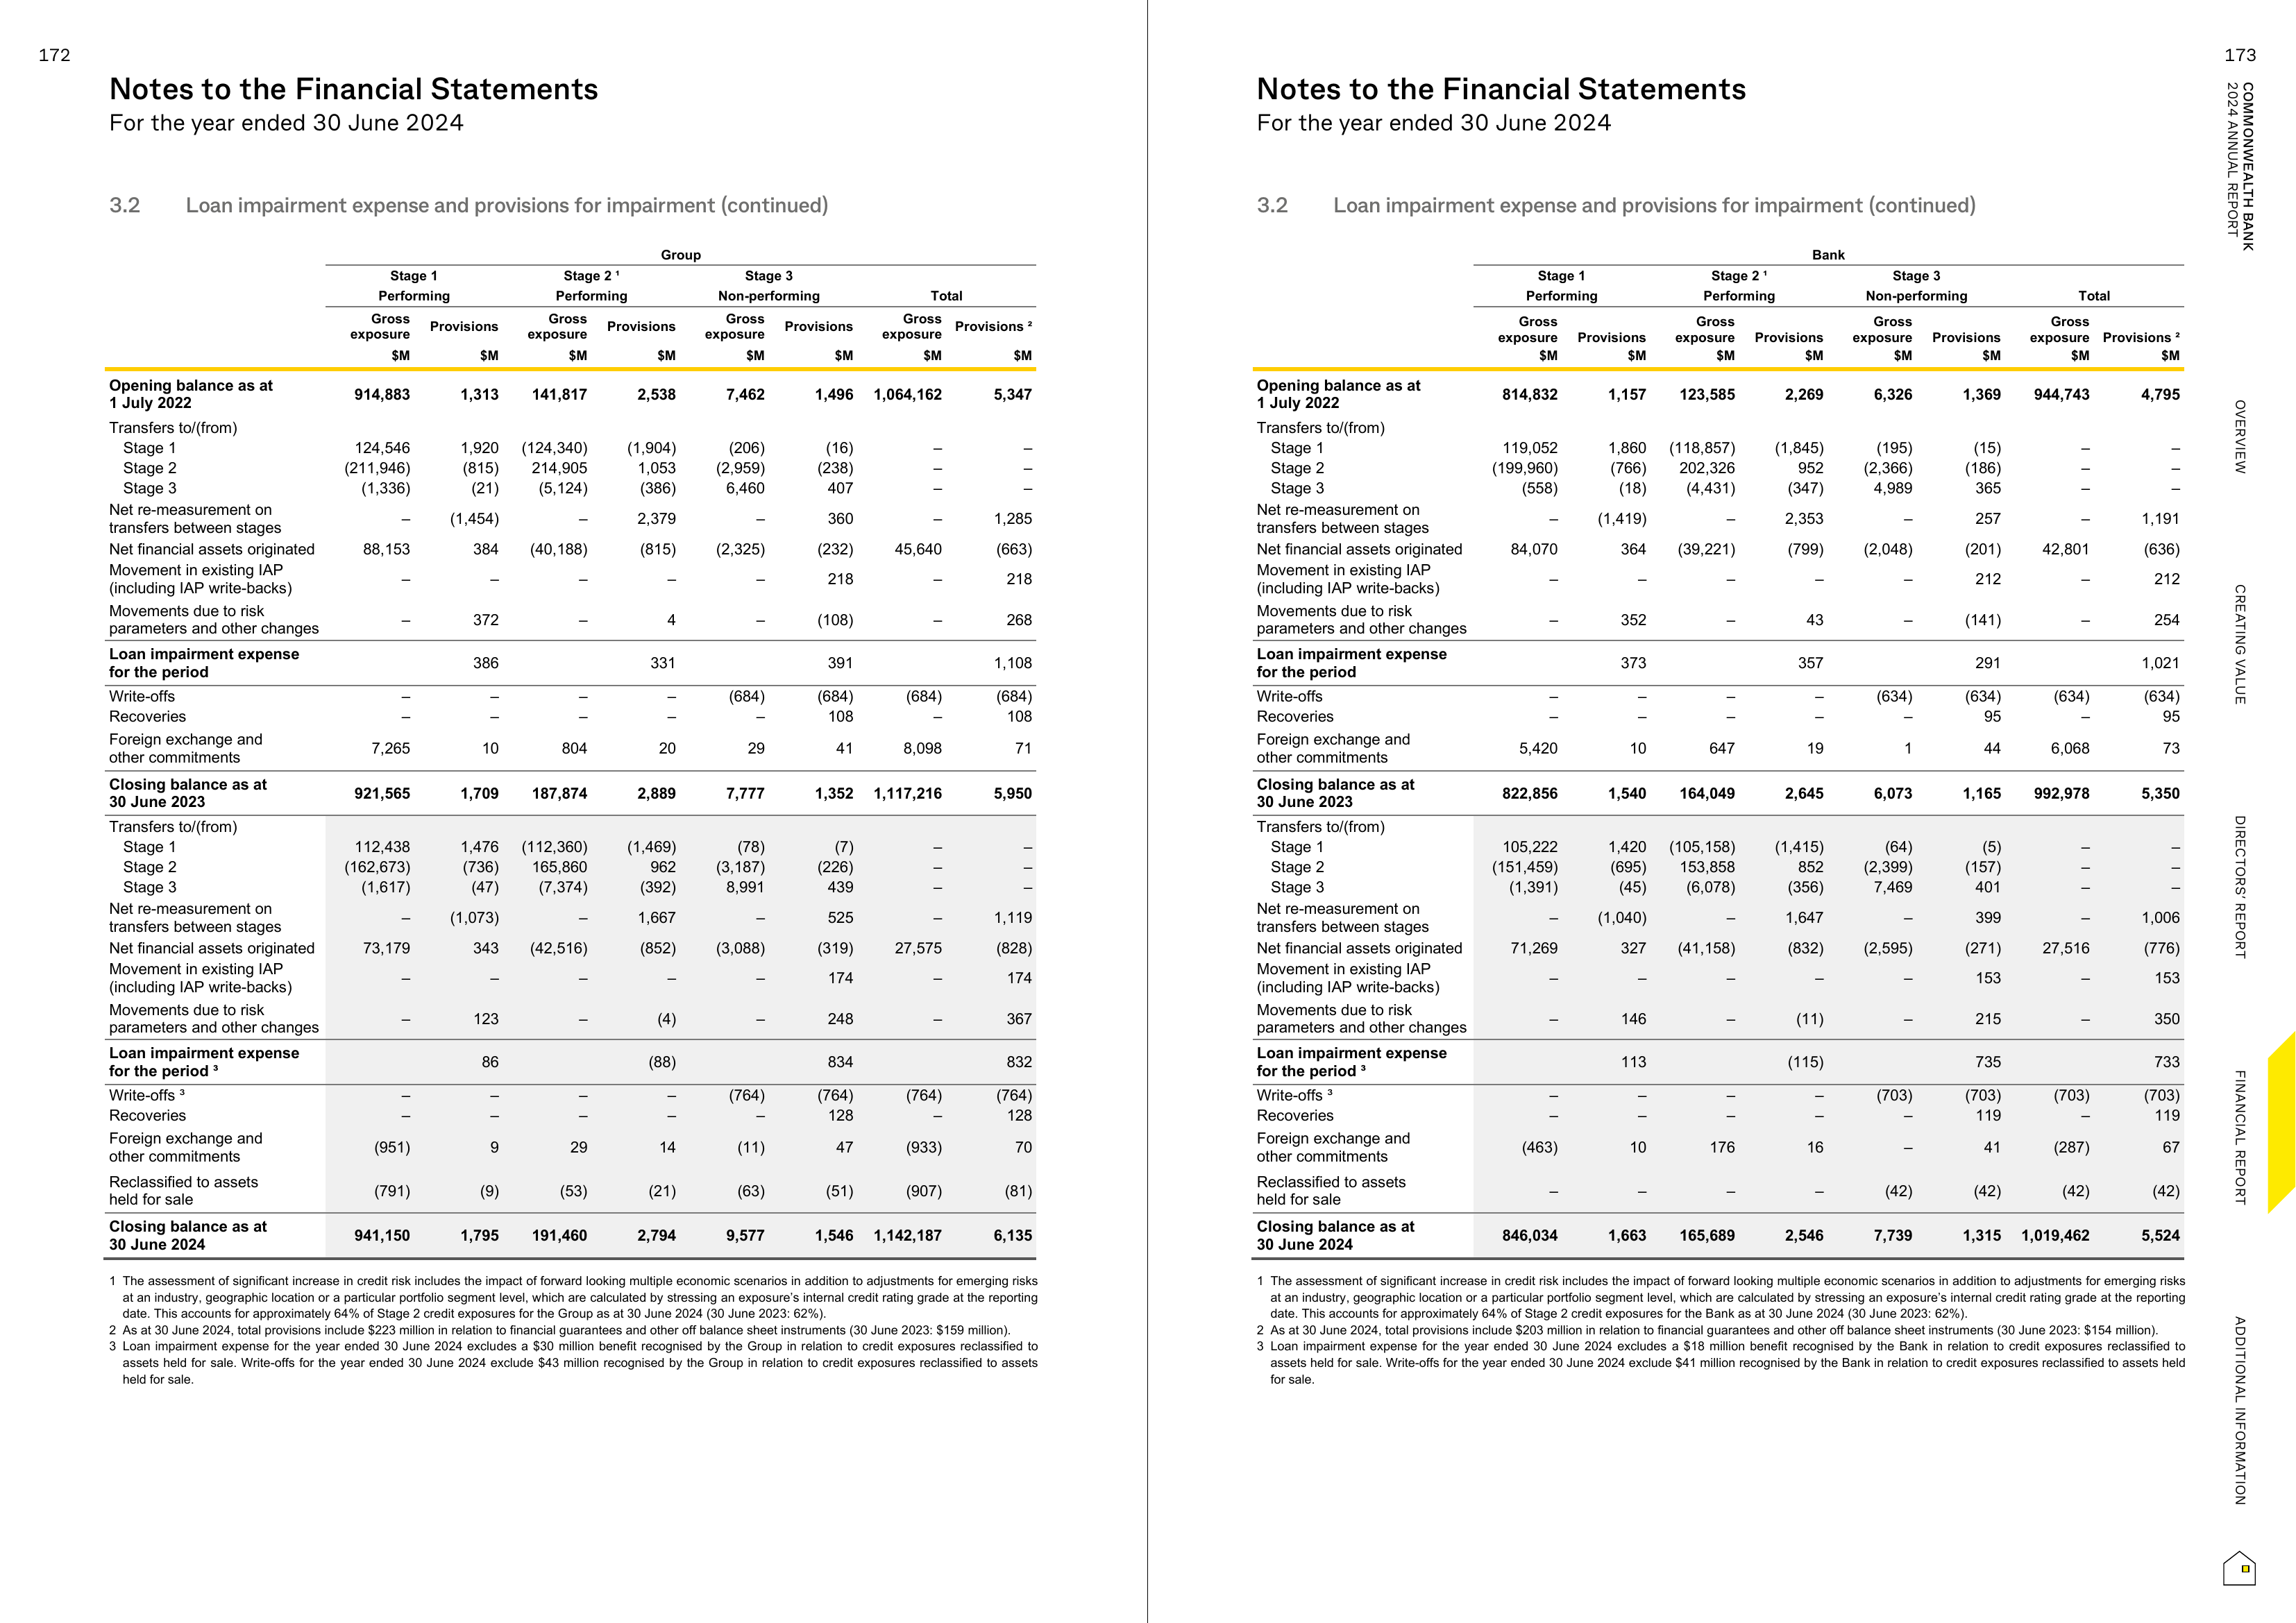 172
Notes to the Financial Statements
For the year ended 30 June 2024
3.2 Loan impairment expense and provisions for impairment (continued)
Group
Stage 1 Stage 2 ¹ Stage 3
Performing Performing Non-performing Total
Gross exposure Provisions Gross exposure Provisions Gross exposure Provisions Gross exposure Provisions ²
$M $M $M $M $M $M $M $M
Opening balance as at
1 July 2022 914,883 1,313 141,817 2,538 7,462 1,496 1,064,162 5,347
Transfers to/(from)
Stage 1 124,546 1,920 (124,340) (1,904) (206) (16) – –
Stage 2 (211,946) (815) 214,905 1,053 (2,959) (238) – –
Stage 3 (1,336) (21) (5,124) (386) 6,460 407 – –
Net re-measurement on
transfers between stages – (1,454) – 2,379 – 360 – 1,285
Net financial assets originated 88,153 384 (40,188) (815) (2,325) (232) 45,640 (663)
Movement in existing IAP
(including IAP write-backs) – – – – – 218 – 218
Movements due to risk
parameters and other changes – 372 – 4 – (108) – 268
Loan impairment expense
for the period 386 331 391 1,108
Write-offs – – – – (684) (684) (684) (684)
Recoveries – – – – – 108 – 108
Foreign exchange and
other commitments 7,265 10 804 20 29 41 8,098 71
Closing balance as at
30 June 2023 921,565 1,709 187,874 2,889 7,777 1,352 1,117,216 5,950
Transfers to/(from)
Stage 1 112,438 1,476 (112,360) (1,469) (78) (7) – –
Stage 2 (162,673) (736) 165,860 962 (3,187) (226) – –
Stage 3 (1,617) (47) (7,374) (392) 8,991 439 – –
Net re-measurement on
transfers between stages – (1,073) – 1,667 – 525 – 1,119
Net financial assets originated 73,179 343 (42,516) (852) (3,088) (319) 27,575 (828)
Movement in existing IAP
(including IAP write-backs) – – – – – 174 – 174
Movements due to risk
parameters and other changes – 123 – (4) – 248 – 367
Loan impairment expense
for the period ³ 86 (88) 834 832
Write-offs ³ – – – – (764) (764) (764) (764)
Recoveries – – – – – 128 – 128
Foreign exchange and
other commitments (951) 9 29 14 (11) 47 (933) 70
Reclassified to assets
held for sale (791) (9) (53) (21) (63) (51) (907) (81)
Closing balance as at
30 June 2024 941,150 1,795 191,460 2,794 9,577 1,546 1,142,187 6,135
1 The assessment of significant increase in credit risk includes the impact of forward looking multiple economic scenarios in addition to adjustments for emerging risks
at an industry, geographic location or a particular portfolio segment level, which are calculated by stressing an exposure's internal credit rating grade at the reporting
date. This accounts for approximately 64% of Stage 2 credit exposures for the Group as at 30 June 2024 (30 June 2023: 62%).
2 As at 30 June 2024, total provisions include $223 million in relation to financial guarantees and other off balance sheet instruments (30 June 2023: $159 million).
3 Loan impairment expense for the year ended 30 June 2024 excludes a $30 million benefit recognised by the Group in relation to credit exposures reclassified to
assets held for sale. Write-offs for the year ended 30 June 2024 exclude $43 million recognised by the Group in relation to credit exposures reclassified to assets
held for sale.
173
Notes to the Financial Statements
For the year ended 30 June 2024
3.2 Loan impairment expense and provisions for impairment (continued)
Bank
Stage 1 Stage 2 ¹ Stage 3
Performing Performing Non-performing Total
Gross exposure Provisions Gross exposure Provisions Gross exposure Provisions Gross exposure Provisions ²
$M $M $M $M $M $M $M $M
Opening balance as at
1 July 2022 814,832 1,157 123,585 2,269 6,326 1,369 944,743 4,795
Transfers to/(from)
Stage 1 119,052 1,860 (118,857) (1,845) (195) (15) – –
Stage 2 (199,960) (766) 202,326 952 (2,366) (186) – –
Stage 3 (558) (18) (4,431) (347) 4,989 365 – –
Net re-measurement on
transfers between stages – (1,419) – 2,353 – 257 – 1,191
Net financial assets originated 84,070 364 (39,221) (799) (2,048) (201) 42,801 (636)
Movement in existing IAP
(including IAP write-backs) – – – – – 212 – 212
Movements due to risk
parameters and other changes – 352 – 43 – (141) – 254
Loan impairment expense
for the period 373 357 291 1,021
Write-offs – – – – (634) (634) (634) (634)
Recoveries – – – – – 95 – 95
Foreign exchange and
other commitments 5,420 10 647 19 1 44 6,068 73
Closing balance as at
30 June 2023 822,856 1,540 164,049 2,645 6,073 1,165 992,978 5,350
Transfers to/(from)
Stage 1 105,222 1,420 (105,158) (1,415) (64) (5) – –
Stage 2 (151,459) (695) 153,858 852 (2,399) (157) – –
Stage 3 (1,391) (45) (6,078) (356) 7,469 401 – –
Net re-measurement on
transfers between stages – (1,040) – 1,647 – 399 – 1,006
Net financial assets originated 71,269 327 (41,158) (832) (2,595) (271) 27,516 (776)
Movement in existing IAP
(including IAP write-backs) – – – – – 153 – 153
Movements due to risk
parameters and other changes – 146 – (11) – 215 – 350
Loan impairment expense
for the period ³ 113 (115) 735 733
Write-offs ³ – – – – (703) (703) (703) (703)
Recoveries – – – – – 119 – 119
Foreign exchange and
other commitments (463) 10 176 16 – 41 (287) 67
Reclassified to assets
held for sale – – – – (42) (42) (42) (42)
Closing balance as at
30 June 2024 846,034 1,663 165,689 2,546 7,739 1,315 1,019,462 5,524
1 The assessment of significant increase in credit risk includes the impact of forward looking multiple economic scenarios in addition to adjustments for emerging risks
at an industry, geographic location or a particular portfolio segment level, which are calculated by stressing an exposure's internal credit rating grade at the reporting
date. This accounts for approximately 64% of Stage 2 credit exposures for the Bank as at 30 June 2024 (30 June 2023: 62%).
2 As at 30 June 2024, total provisions include $203 million in relation to financial guarantees and other off balance sheet instruments (30 June 2023: $154 million).
3 Loan impairment expense for the year ended 30 June 2024 excludes a $18 million benefit recognised by the Bank in relation to credit exposures reclassified to
assets held for sale. Write-offs for the year ended 30 June 2024 exclude $41 million recognised by the Bank in relation to credit exposures reclassified to assets held
for sale.
COMMONWEALTH BANK
2024 ANNUAL REPORT
OVERVIEW
CREATING VALUE
DIRECTORS' REPORT
FINANCIAL REPORT
ADDITIONAL INFORMATION